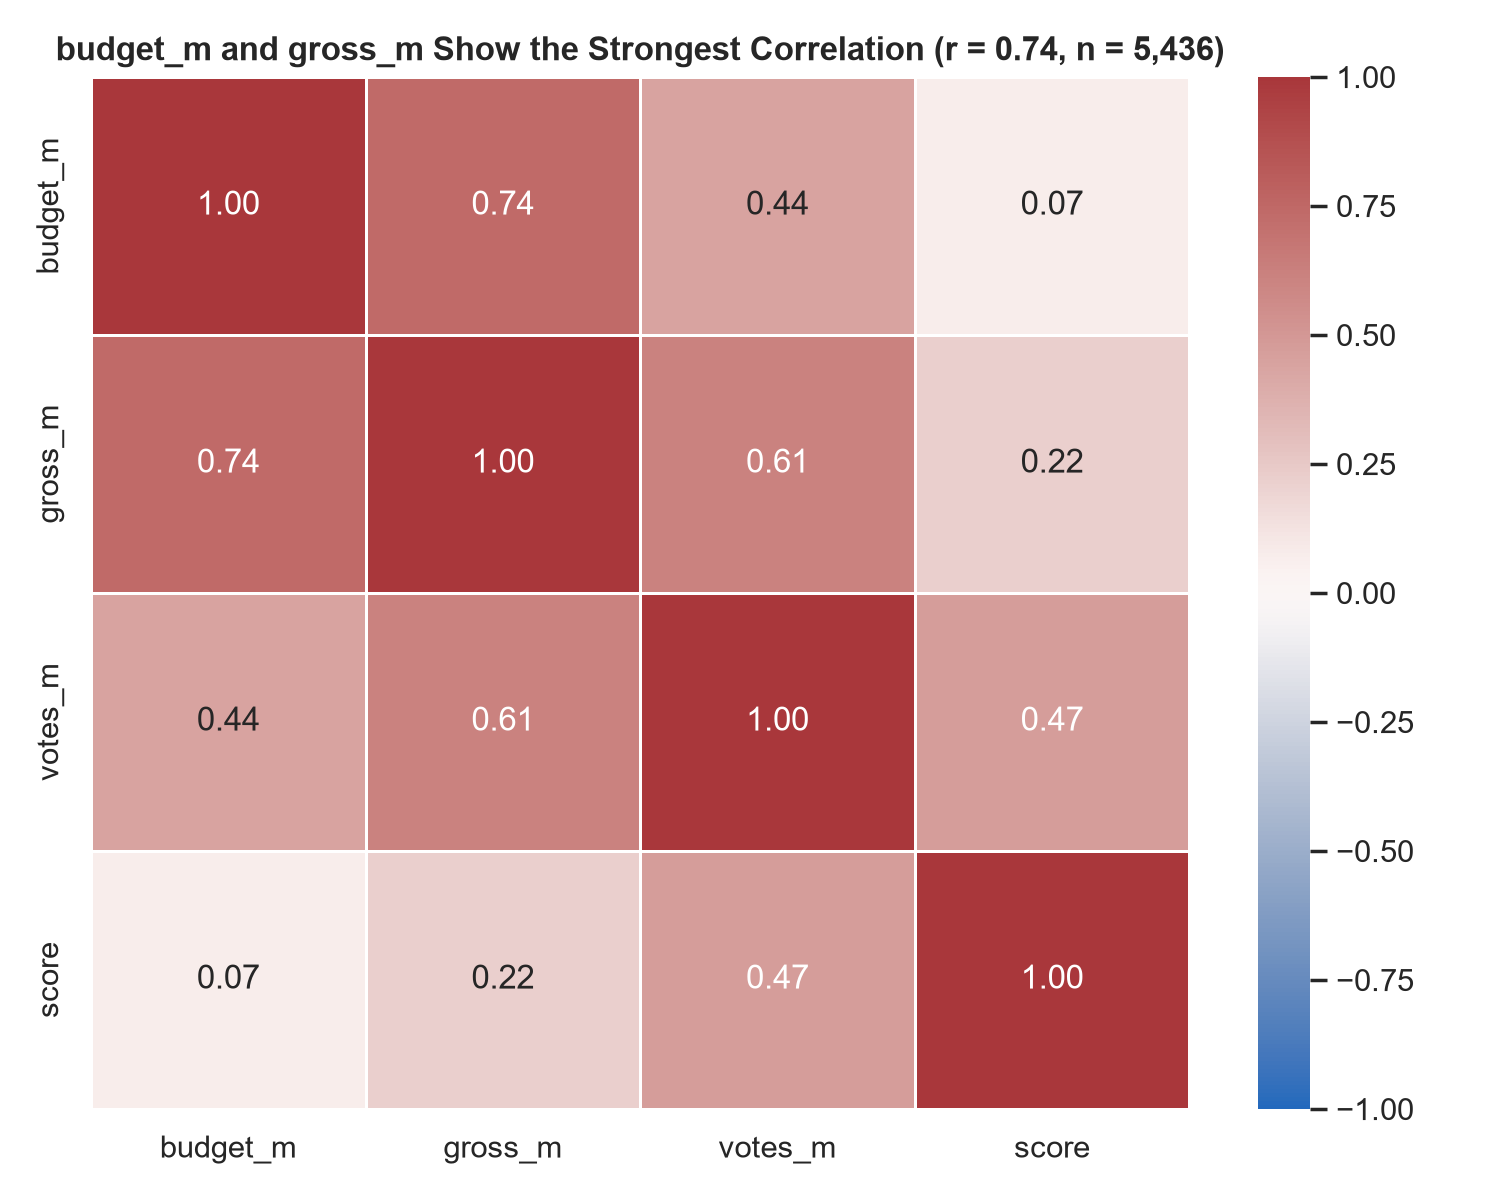 budget_m and gross_m Show the Strongest Correlation (r = 0.74, n = 5,436)
budget_m
1.00 0.74 0.44 0.07
gross_m
0.74 1.00 0.61 0.22
votes_m
0.44 0.61 1.00 0.47
score
0.07 0.22 0.47 1.00
budget_m gross_m votes_m score
1.00
0.75
0.50
0.25
0.00
−0.25
−0.50
−0.75
−1.00